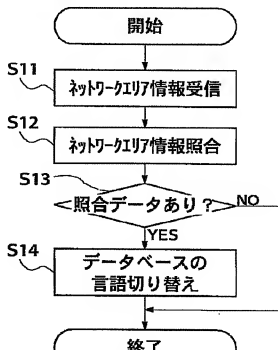 開始
S11
ネットワークエリア情報受信
S12
ネットワークエリア情報照合
S13
照合データあり?
NO
YES
S14
データベースの
言語切り替え
終了